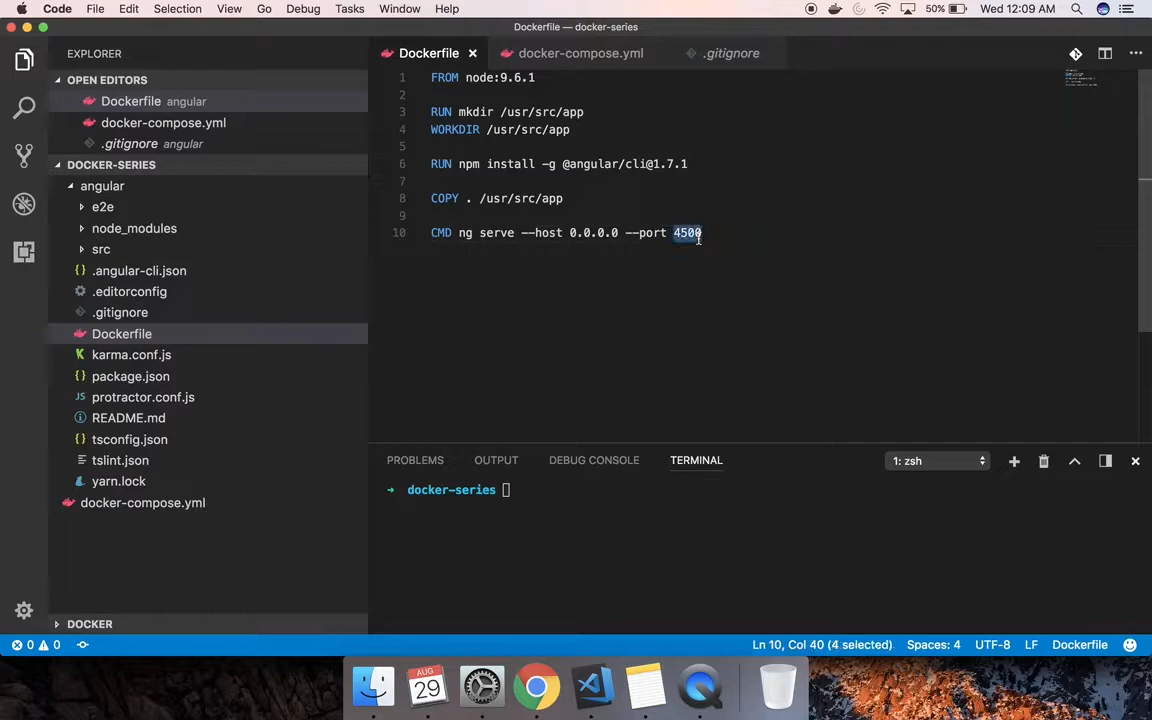 Code File Edit Selection View Go Debug Tasks Window Help 50% Wed 12:09 AM
Dockerfile — docker-series
EXPLORER
OPEN EDITORS
Dockerfile angular
docker-compose.yml
.gitignore angular
DOCKER-SERIES
angular
e2e
node_modules
src
.angular-cli.json
.editorconfig
.gitignore
Dockerfile
karma.conf.js
package.json
protractor.conf.js
README.md
tsconfig.json
tslint.json
yarn.lock
docker-compose.yml
DOCKER
Dockerfile docker-compose.yml .gitignore
1 FROM node:9.6.1
2
3 RUN mkdir /usr/src/app
4 WORKDIR /usr/src/app
5
6 RUN npm install -g @angular/cli@1.7.1
7
8 COPY . /usr/src/app
9
10 CMD ng serve --host 0.0.0.0 --port 4500
PROBLEMS OUTPUT DEBUG CONSOLE TERMINAL 1: zsh
→ docker-series
0 0 Ln 10, Col 40 (4 selected) Spaces: 4 UTF-8 LF Dockerfile
AUG
29